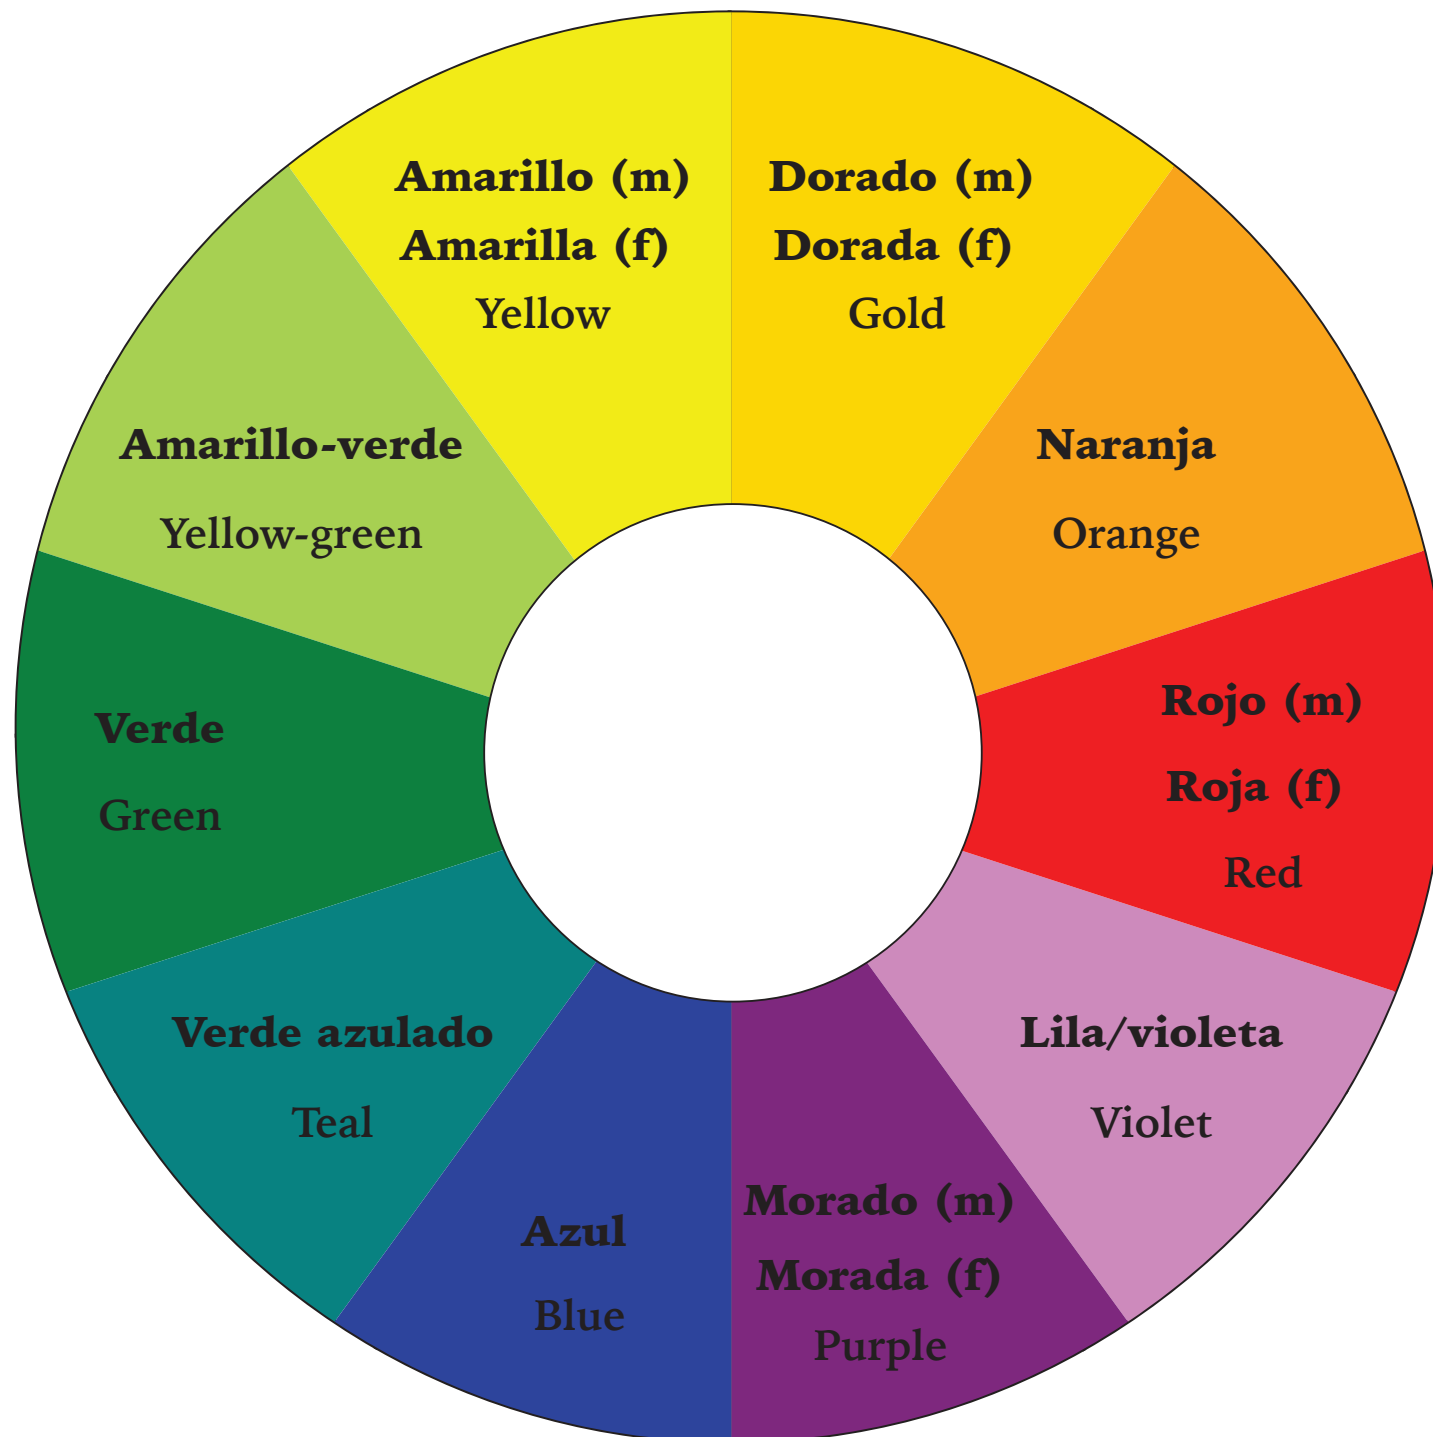 Amarillo (m)
Amarilla (f)
Yellow
Dorado (m)
Dorada (f)
Gold
Naranja
Orange
Rojo (m)
Roja (f)
Red
Lila/violeta
Violet
Morado (m)
Morada (f)
Purple
Azul
Blue
Verde azulado
Teal
Verde
Green
Amarillo-verde
Yellow-green